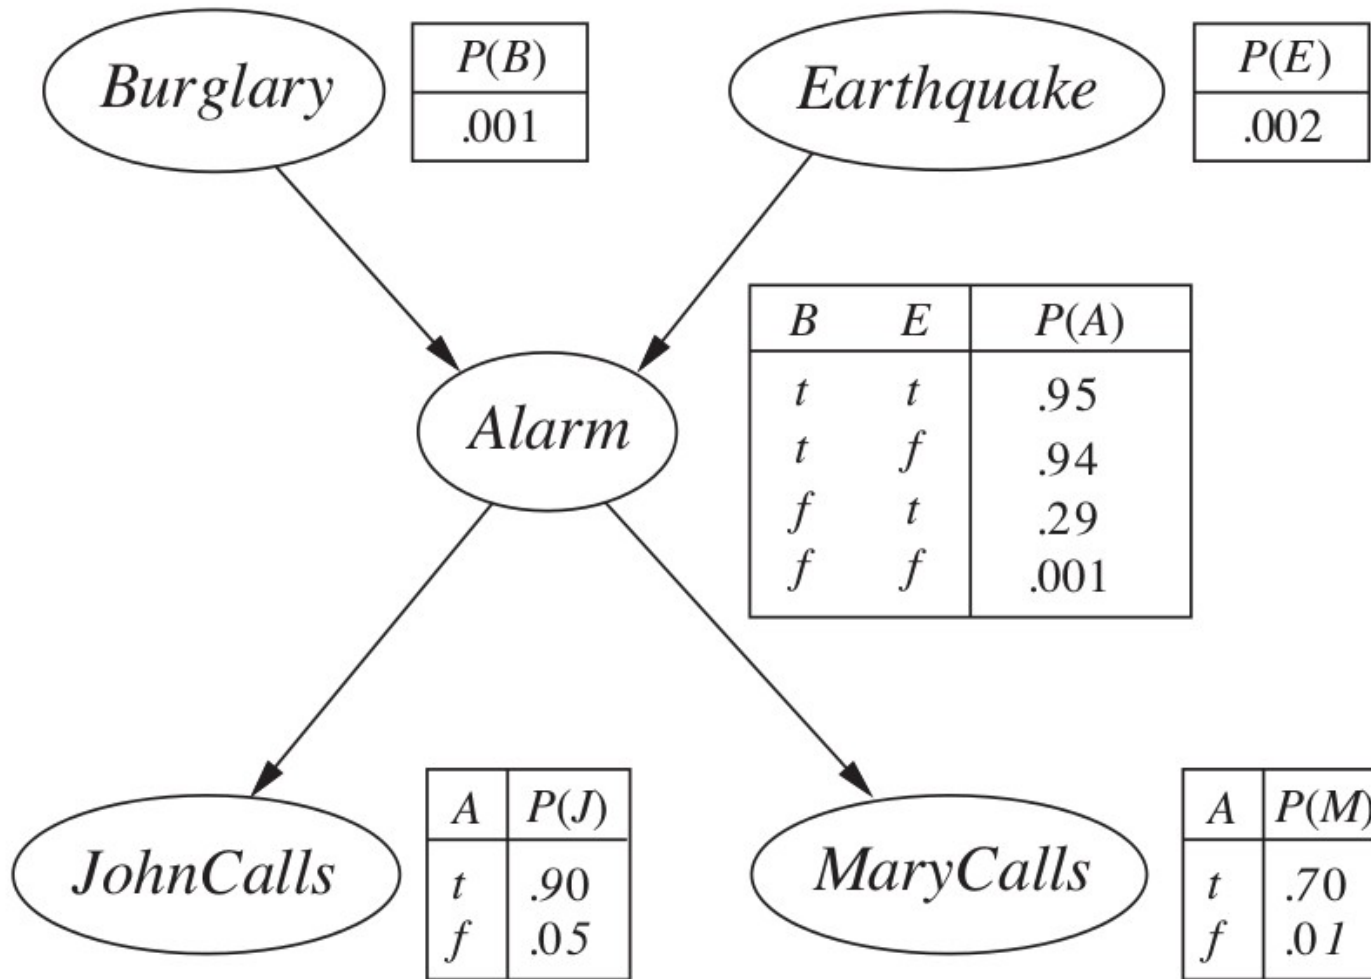 Burglary
P(B)
.001
Earthquake
P(E)
.002
Alarm
B E P(A)
t t .95
t f .94
f t .29
f f .001
JohnCalls
A P(J)
t .90
f .05
MaryCalls
A P(M)
t .70
f .01